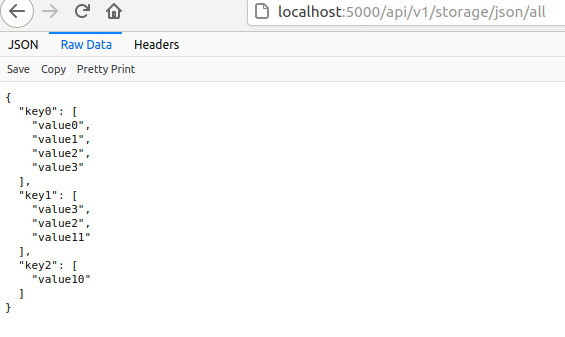 localhost:5000/api/v1/storage/json/all
JSON Raw Data Headers
Save Copy Pretty Print
{
  "key0": [
    "value0",
    "value1",
    "value2",
    "value3"
  ],
  "key1": [
    "value3",
    "value2",
    "value11"
  ],
  "key2": [
    "value10"
  ]
}